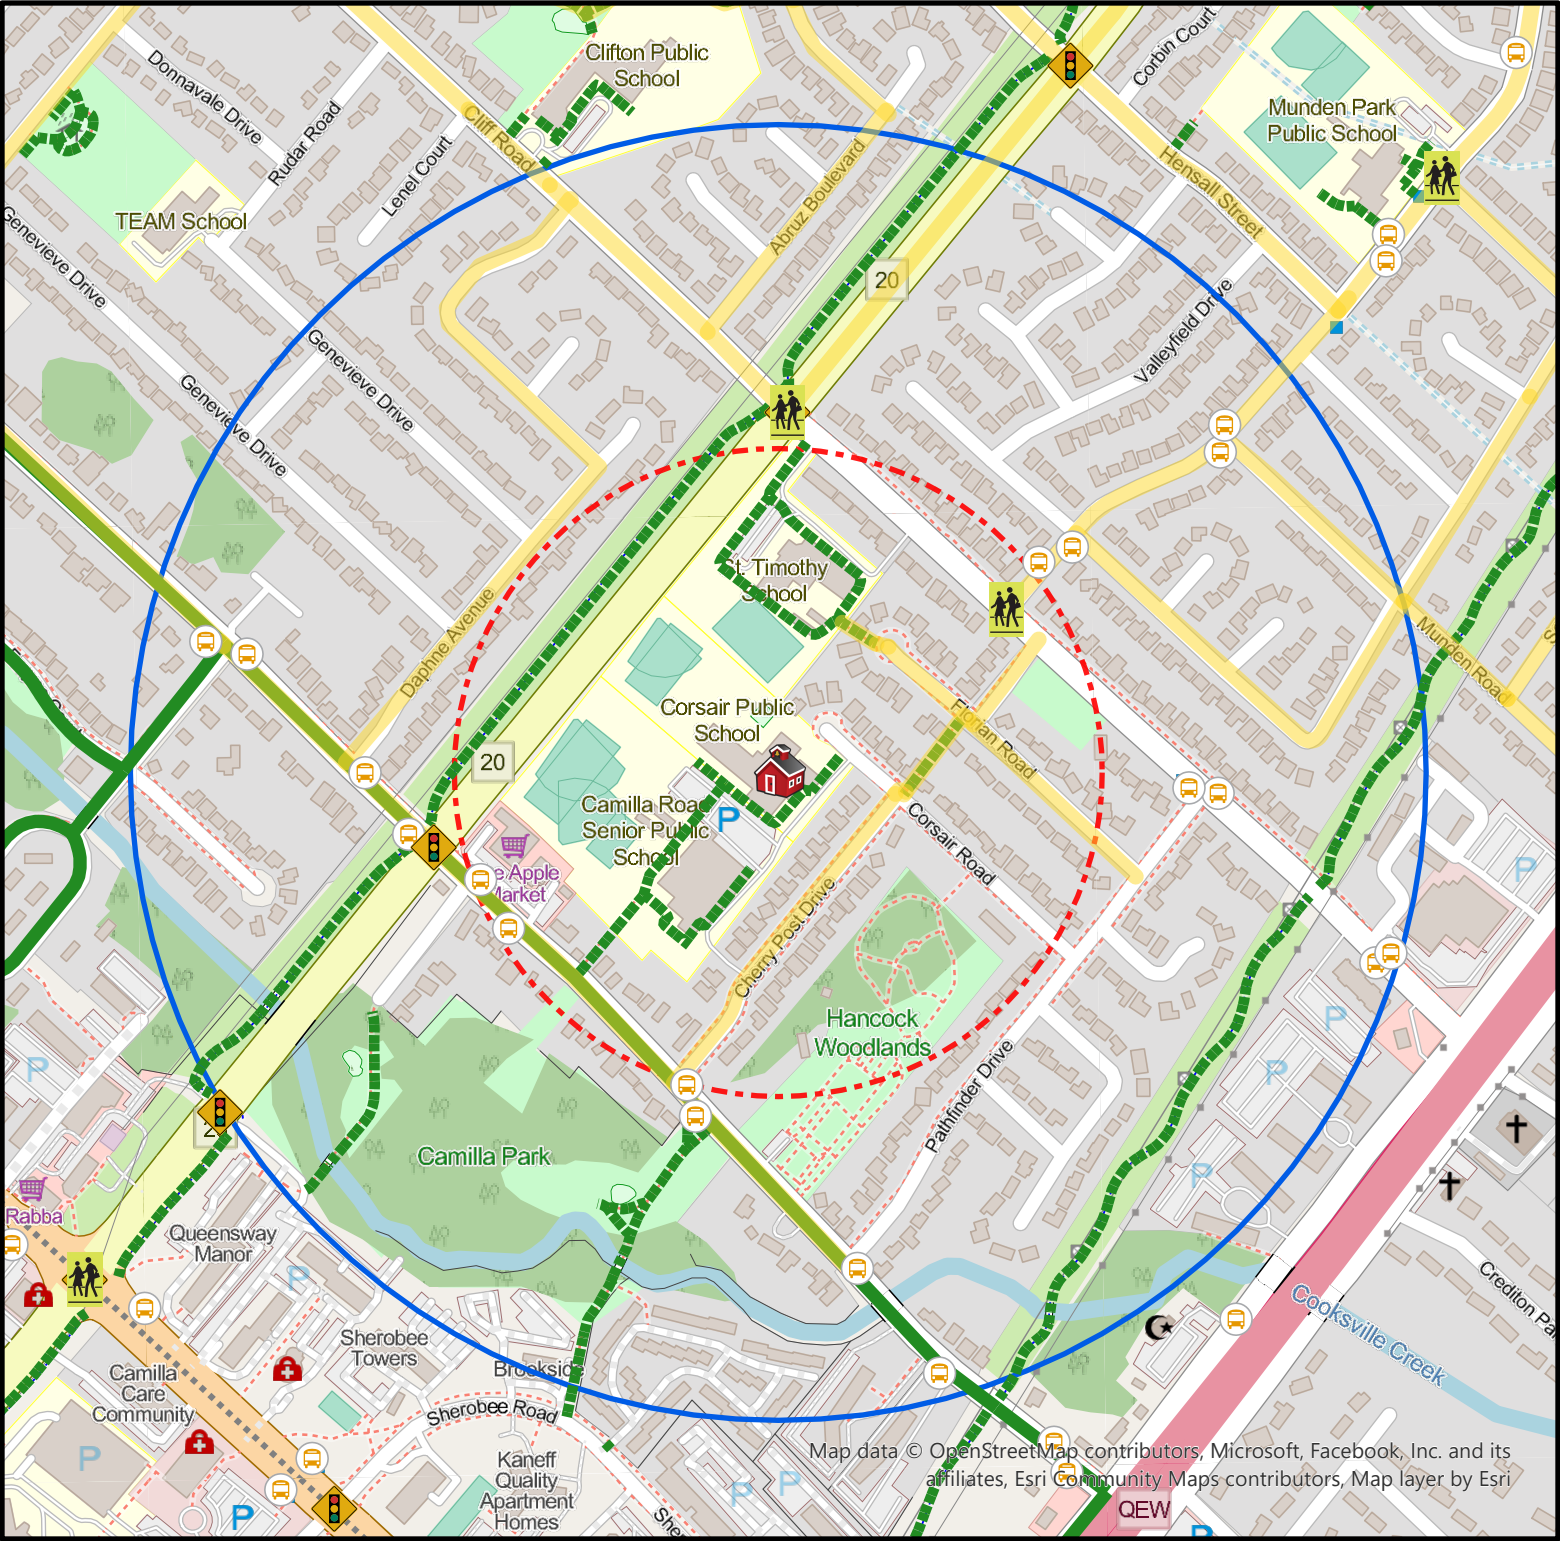 Clifton Public
School
Corbin Court
Donnavale Drive
Rudar Road
Cliff Road
Lenel Court
Munden Park
Public School
Hensall Street
Abruz Boulevard
TEAM School
Genevieve Drive
20
Valleyfield Drive
Genevieve Drive
Genevieve Drive
St. Timothy
School
Daphne Avenue
Munden Road
Corsair Public
School
Florian Road
20
Camilla Road
Senior Public
School
P
Corsair Road
Market
P
Cherry Post Drive
Hancock
Woodlands
P
P
P
Pathfinder Drive
Camilla Park
P
Rabba
Queensway
Manor
P
Cooksville Creek
Crediton
Sherobee
Towers
Brookside
Camilla
Care
Community
Sherobee Road
P
Kaneff
Quality
Apartment
Homes
P
P
P
Map data © OpenStreetMap contributors, Microsoft, Facebook, Inc. and its
affiliates, Esri Community Maps contributors, Map layer by Esri
QEW
P